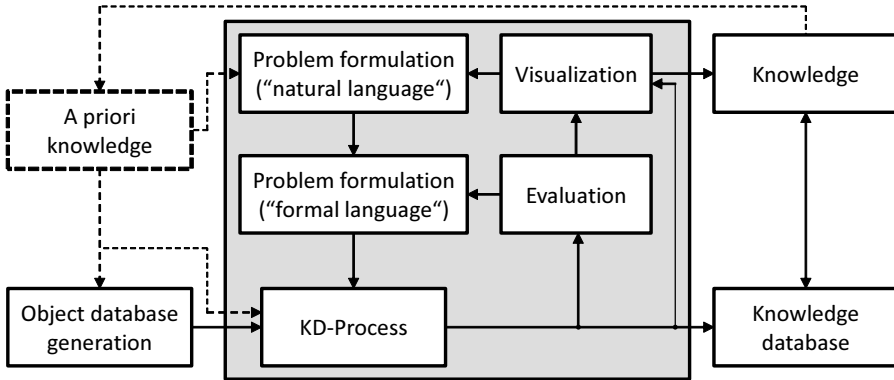 Problem formulation
(“natural language“)
Visualization
Knowledge
A priori
knowledge
Problem formulation
(“formal language“)
Evaluation
Object database
generation
KD-Process
Knowledge
database